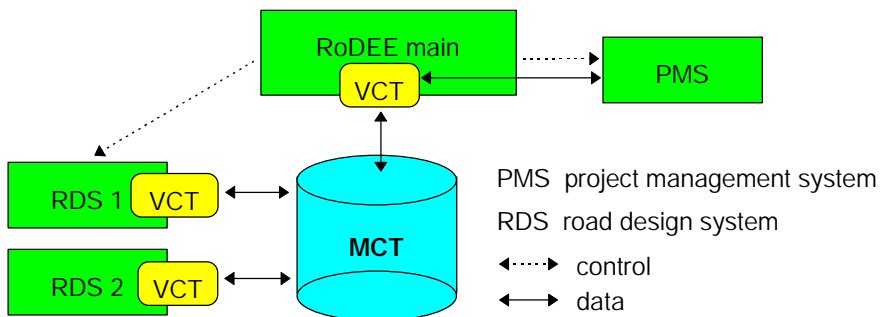 RoDEE main
VCT
PMS
RDS 1
VCT
MCT
RDS 2
VCT
PMS project management system
RDS road design system
control
data